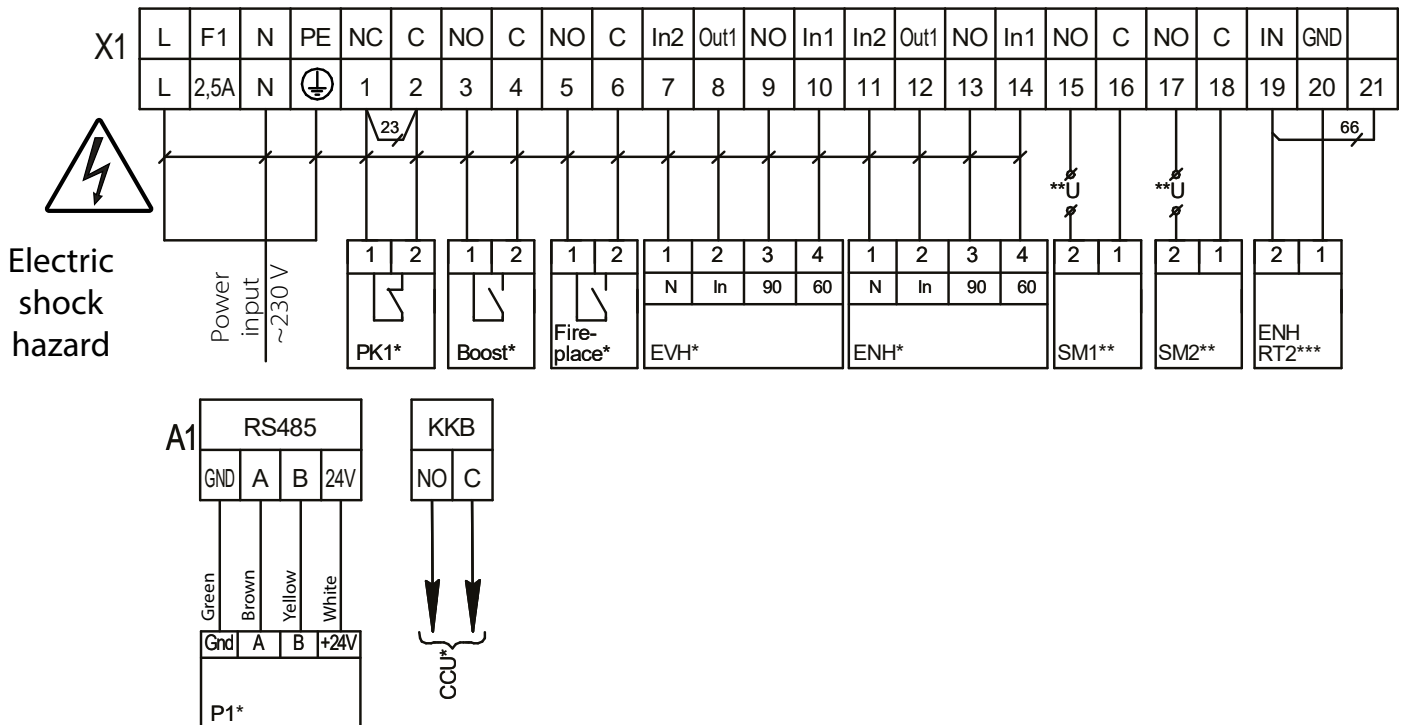 X1 L F1 N PE NC C NO C NO C In2 Out1 NO In1 In2 Out1 NO In1 NO C NO C IN GND
L 2,5A N 1 2 3 4 5 6 7 8 9 10 11 12 13 14 15 16 17 18 19 20 21
23 66
**U **U
Electric
shock
hazard
Power
input
~230 V
1 2 1 2 1 2 1 2 3 4 1 2 3 4 2 1 2 1 2 1
N In 90 60 N In 90 60
PK1*
Boost*
Fire-
place*
EVH*
ENH*
SM1**
SM2**
ENH
RT2***
A1 RS485
GND A B 24V
Green
Brown
Yellow
White
Gnd A B +24V
P1*
KKB
NO C
CCU*